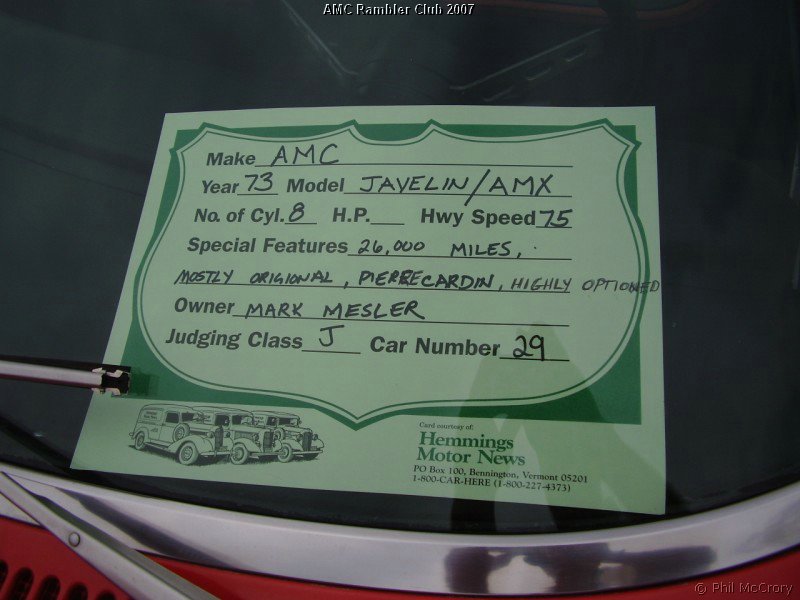 AMC Rambler Club 2007
Make AMC
Year 73 Model JAVELIN/AMX
No. of Cyl. 8 H.P. Hwy Speed 75
Special Features 26,000 MILES,
MOSTLY ORIGIONAL, PIERRECARDIN, HIGHLY OPTIONED
Owner MARK MESLER
Judging Class J Car Number 29
Card courtesy of:
Hemmings
Motor News
PO Box 100, Bennington, Vermont 05201
1-800-CAR-HERE (1-800-227-4373)
© Phil McCrory